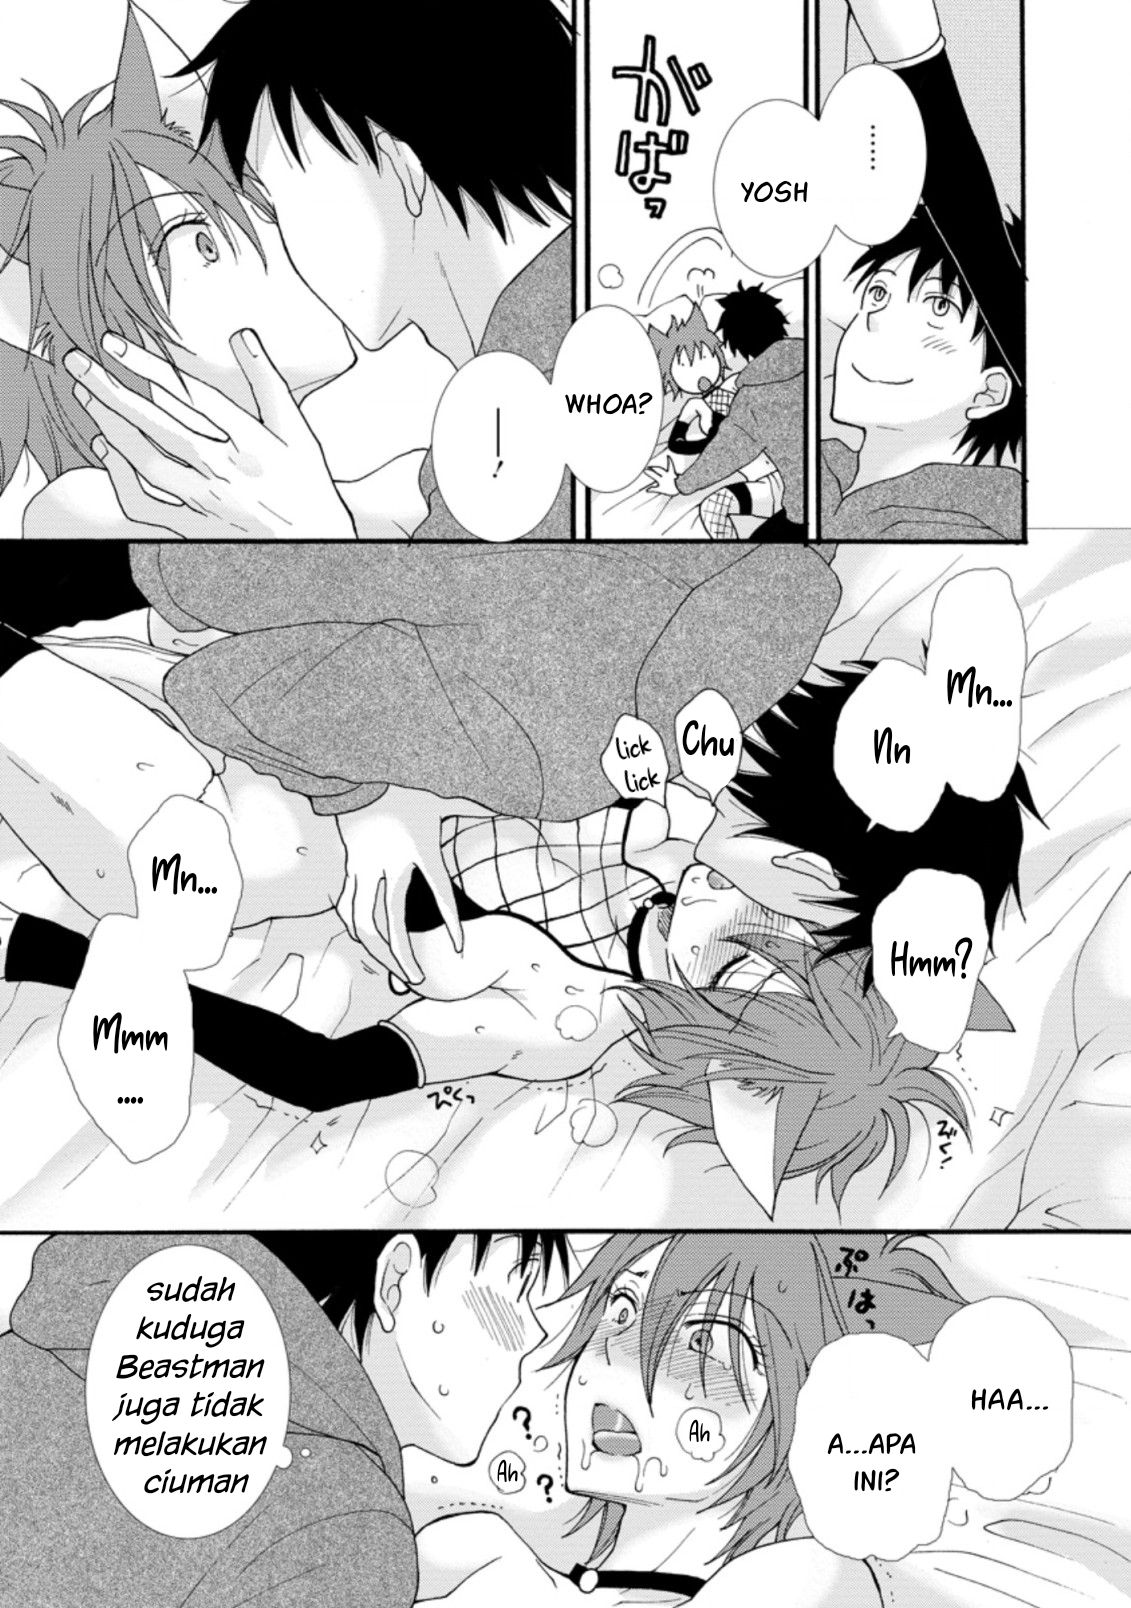 ......
YOSH
がばっ
WHOA?
—!
Mn...
Nn
Chu
lick
lick
Hmm?
Mn...
Mmm
....
ぴくっ
びくっ
ぷはっ
HAA...
A...APA
INI?
Ah
?
?
Ah
sudah
kuduga
Beastman
juga tidak
melakukan
ciuman